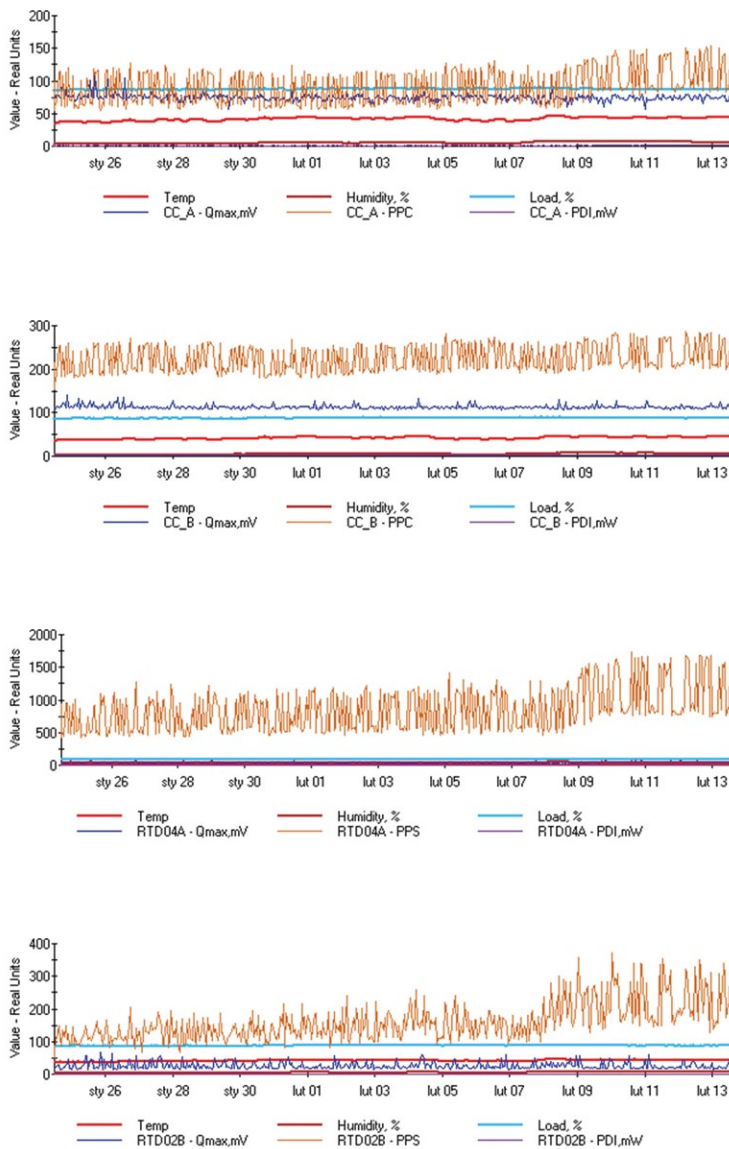 200
150
100
50
0
Value - Real Units
sty 26 sty 28 sty 30 lut 01 lut 03 lut 05 lut 07 lut 09 lut 11 lut 13
Temp Humidity, % Load, %
CC_A - Qmax,mV CC_A - PPC CC_A - PDI,mW
300
200
100
0
Value - Real Units
sty 26 sty 28 sty 30 lut 01 lut 03 lut 05 lut 07 lut 09 lut 11 lut 13
Temp Humidity, % Load, %
CC_B - Qmax,mV CC_B - PPC CC_B - PDI,mW
2000
1500
1000
500
0
Value - Real Units
sty 26 sty 28 sty 30 lut 01 lut 03 lut 05 lut 07 lut 09 lut 11 lut 13
Temp Humidity, % Load, %
RTD04A - Qmax,mV RTD04A - PPS RTD04A - PDI,mW
400
300
200
100
0
Value - Real Units
sty 26 sty 28 sty 30 lut 01 lut 03 lut 05 lut 07 lut 09 lut 11 lut 13
Temp Humidity, % Load, %
RTD02B - Qmax,mV RTD02B - PPS RTD02B - PDI,mW